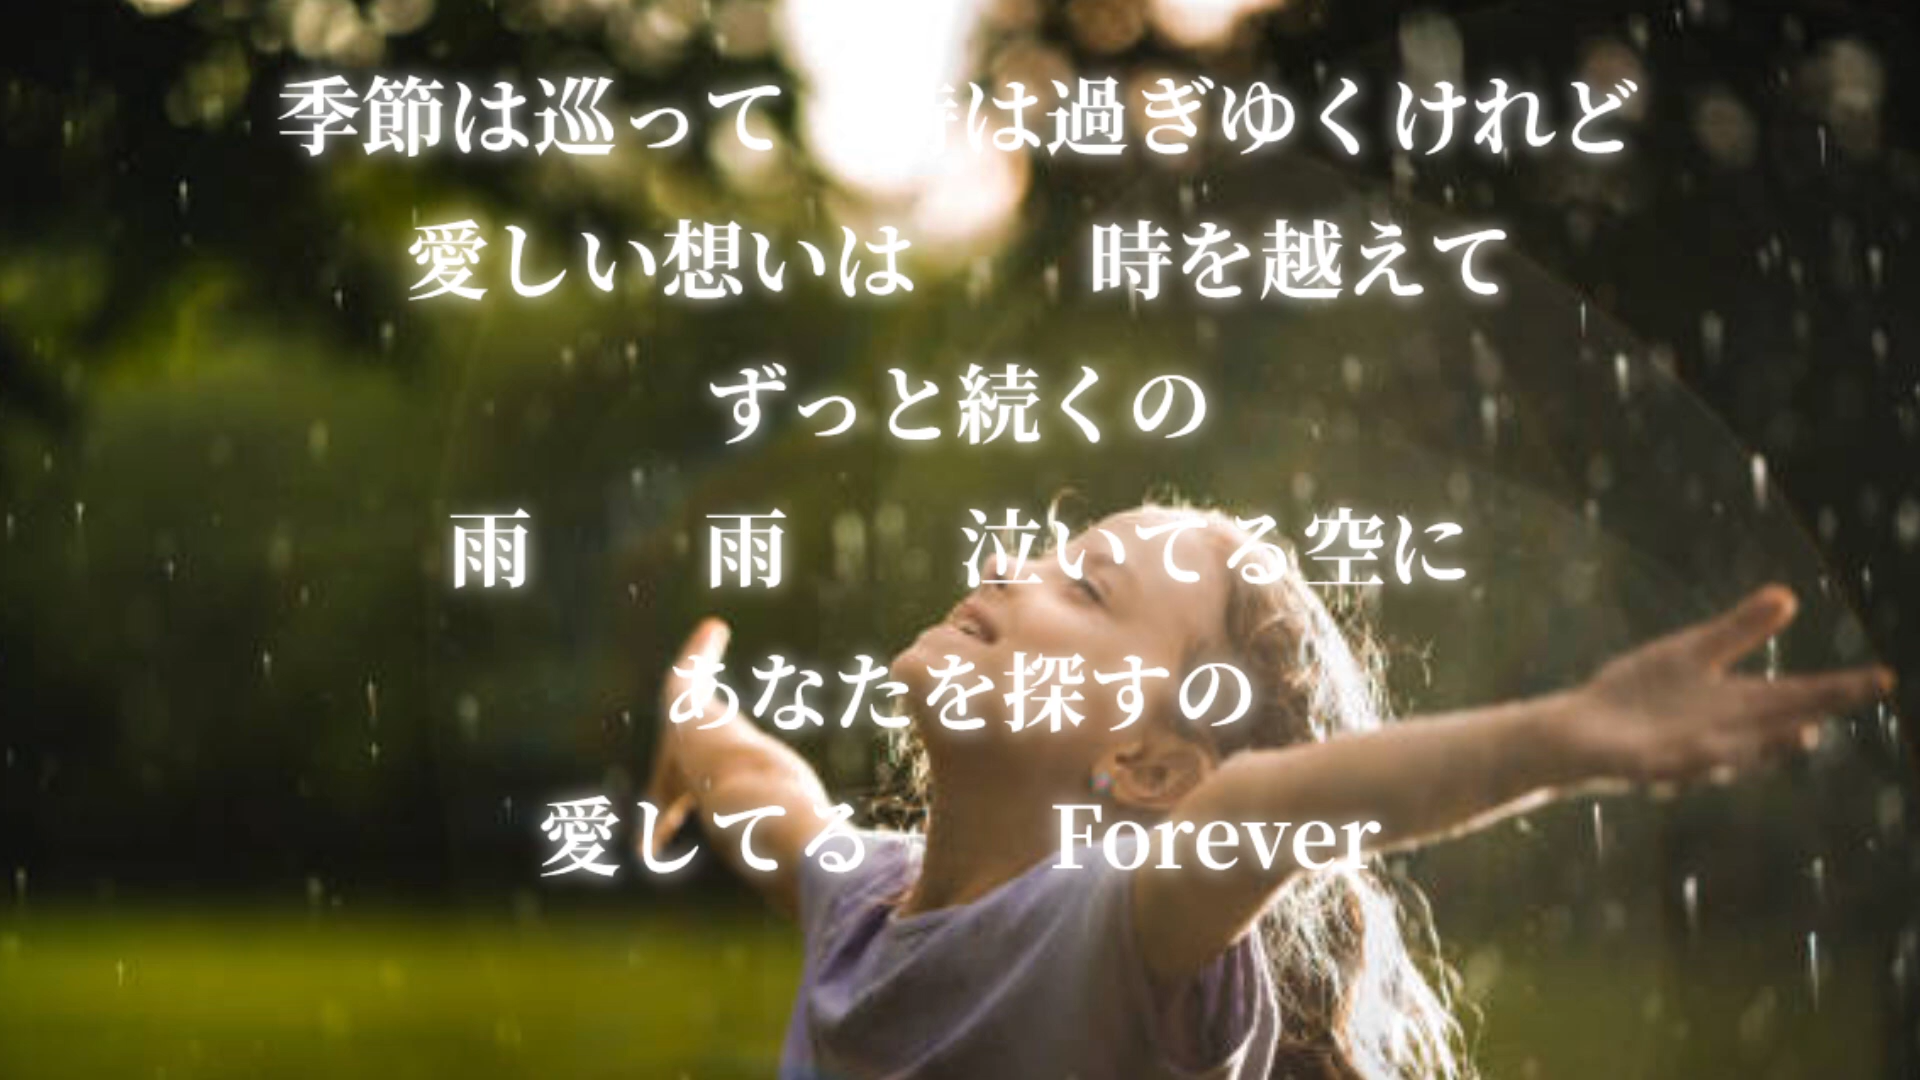 季節は巡って　　時は過ぎゆくけれど
愛しい想いは　　時を越えて
ずっと続くの
雨　　雨　　泣いてる空に
あなたを探すの
愛してる　　Forever